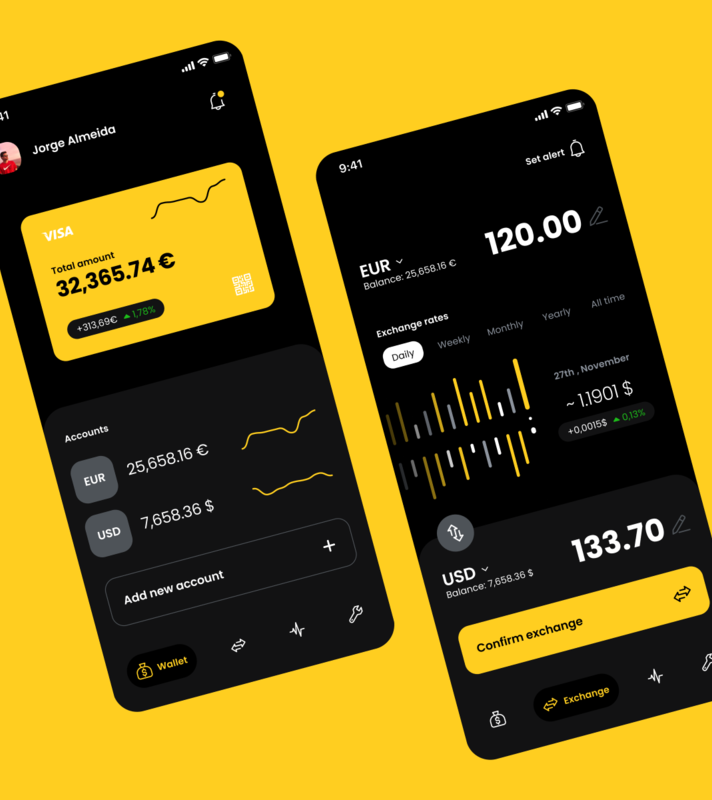 41
Jorge Almeida
VISA
Total amount
32,365.74 €
+313,69€ 1,78%
Accounts
EUR 25,658.16 €
USD 7,658.36 $
Add new account
Wallet
9:41
Set alert
EUR 120.00
Balance: 25,658.16 €
Exchange rates
Daily Weekly Monthly Yearly All time
27th , November
~ 1.1901 $
+0,0015$ 0,13%
USD 133.70
Balance: 7,658.36 $
Confirm exchange
Exchange